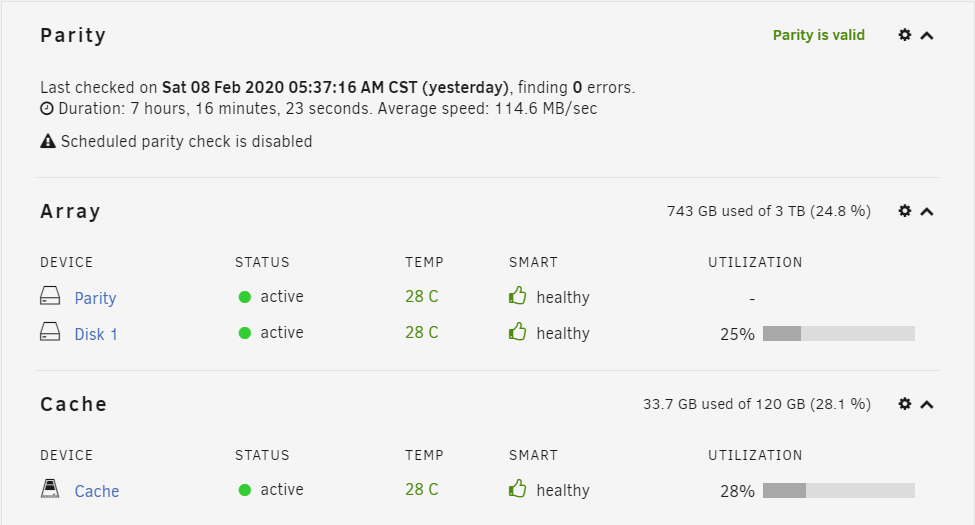 Parity Parity is valid
Last checked on Sat 08 Feb 2020 05:37:16 AM CST (yesterday), finding 0 errors.
Duration: 7 hours, 16 minutes, 23 seconds. Average speed: 114.6 MB/sec
Scheduled parity check is disabled
Array 743 GB used of 3 TB (24.8 %)
DEVICE STATUS TEMP SMART UTILIZATION
Parity active 28 C healthy -
Disk 1 active 28 C healthy 25%
Cache 33.7 GB used of 120 GB (28.1 %)
DEVICE STATUS TEMP SMART UTILIZATION
Cache active 28 C healthy 28%